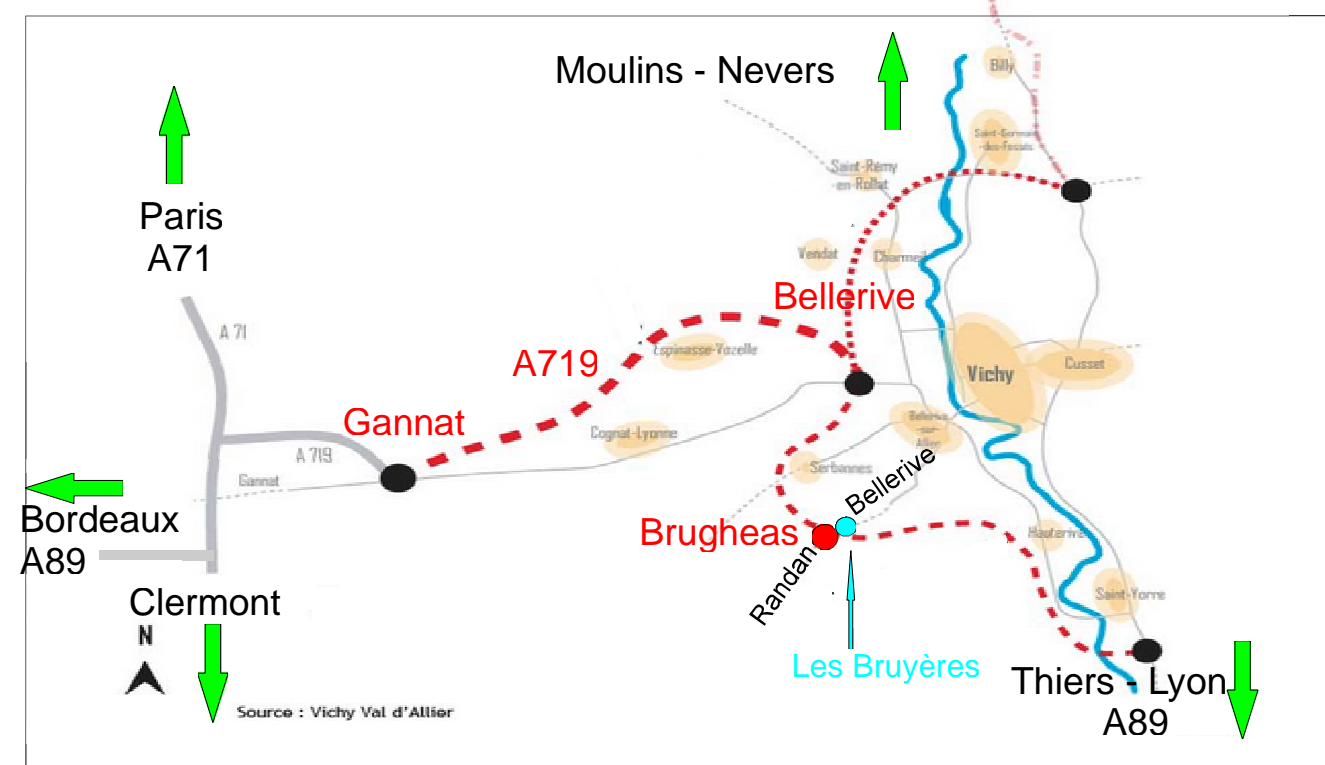 Moulins - Nevers
Billy
Saint-Germain
-des-Fossés
Saint-Rémy
-en-Rollat
Paris
A71
Vendat
Charmeil
Bellerive
A 71
Espinasse-Vozelle
A719
Vichy
Cusset
Gannat
Bellerive
-sur-
Allier
Cognat-Lyonne
A 719
Serbannes
Gannat
Bellerive
Bordeaux
A89
Brugheas
Hauterive
Randan
Clermont
Saint-Yorre
N
Les Bruyères
Thiers - Lyon
A89
Source : Vichy Val d'Allier